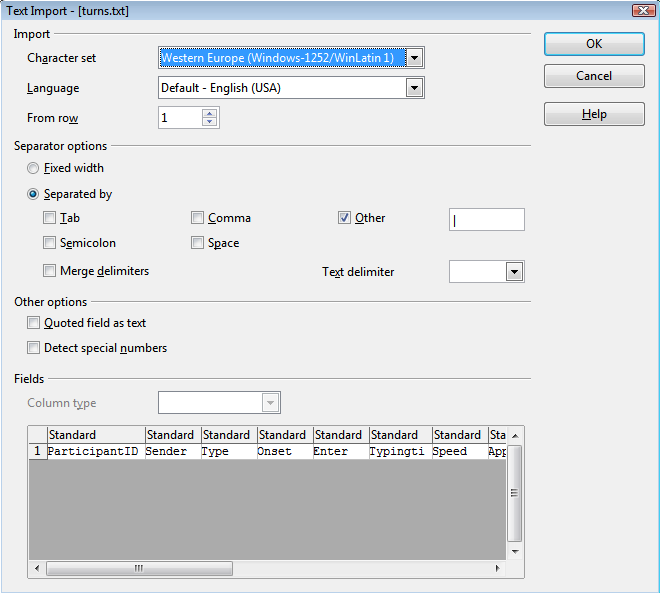 Text Import - [turns.txt]
Import
Character set Western Europe (Windows-1252/WinLatin 1)
OK
Language Default - English (USA)
Cancel
From row 1
Help
Separator options
Fixed width
Separated by
Tab Comma Other |
Semicolon Space
Merge delimiters Text delimiter
Other options
Quoted field as text
Detect special numbers
Fields
Column type
Standard Standard Standard Standard Standard Standard Standard Sta
1 ParticipantID Sender Type Onset Enter Typingti Speed App